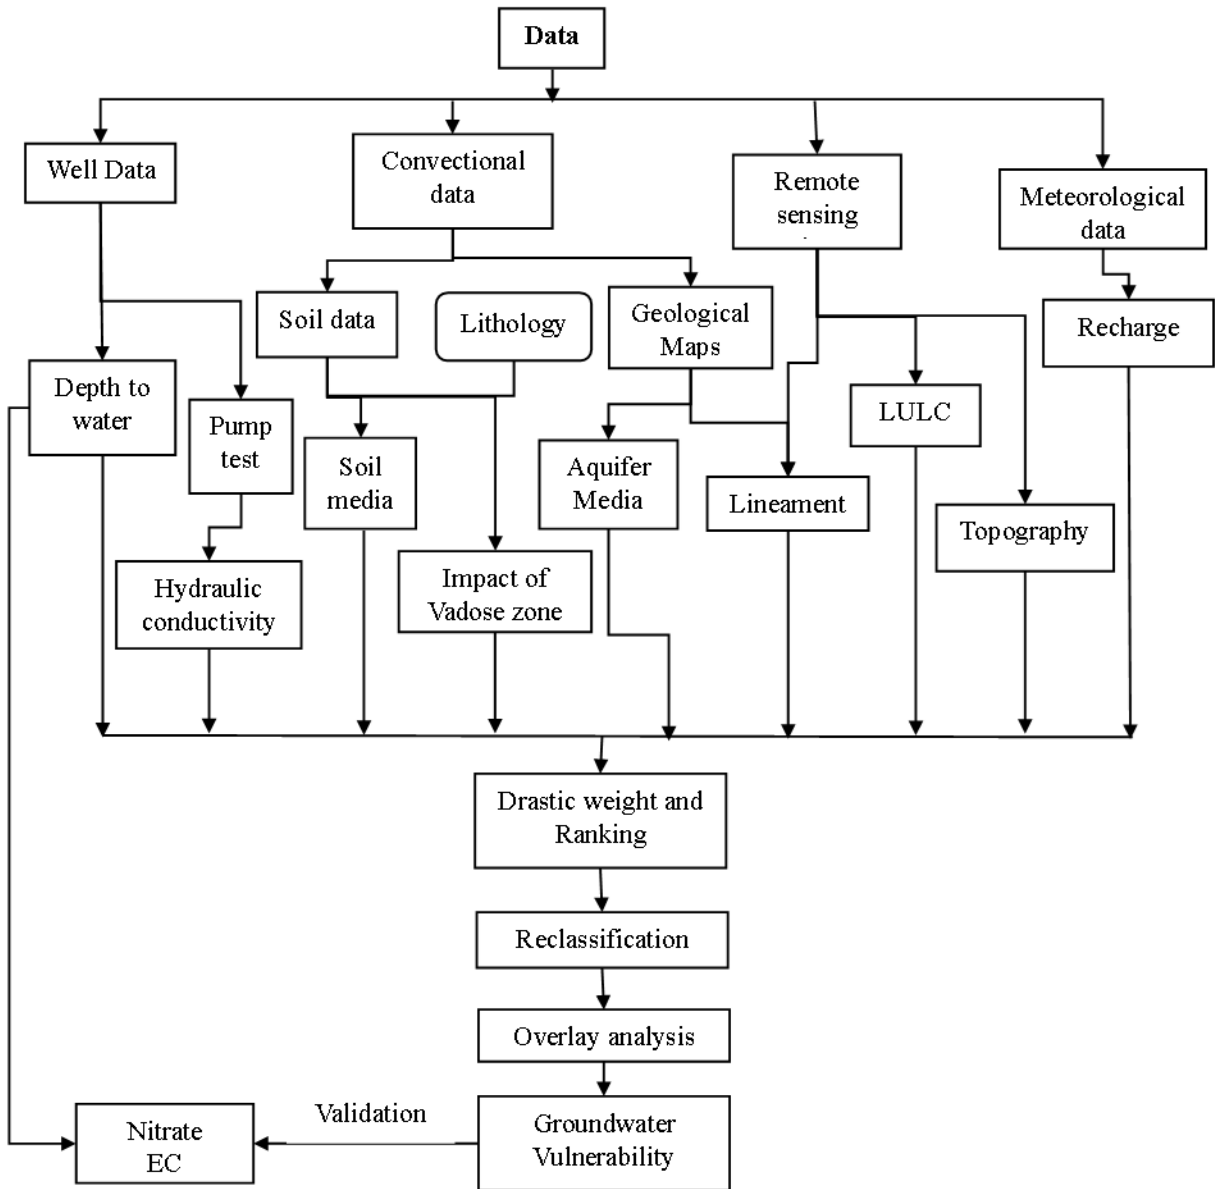 Data
Well Data
Convectional
data
Remote
sensing
Meteorological
data
Soil data
Lithology
Geological
Maps
Recharge
Depth to
water
Pump
test
Soil
media
Aquifer
Media
Lineament
LULC
Topography
Hydraulic
conductivity
Impact of
Vadose zone
Drastic weight and
Ranking
Reclassification
Overlay analysis
Groundwater
Vulnerability
Validation
Nitrate
EC